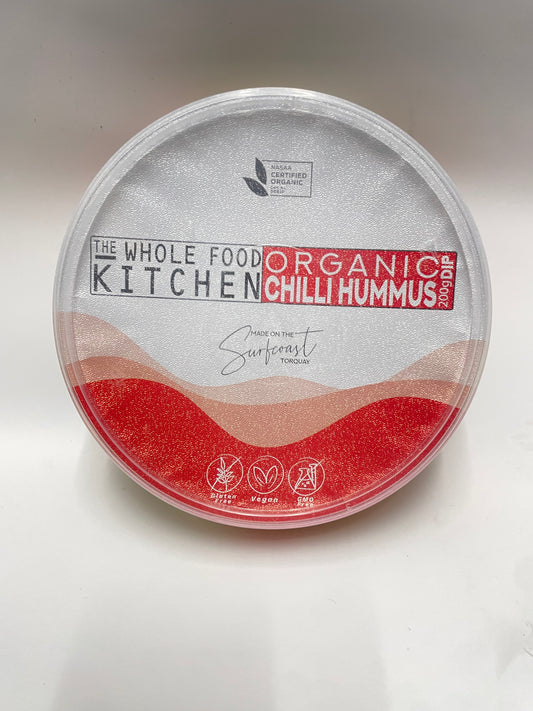 NASAA
CERTIFIED
ORGANIC
THE WHOLE FOOD
KITCHEN
ORGANIC
CHILLI HUMMUS
200g DIP
MADE ON THE
Surfcoast
TORQUAY
Gluten
Free
Vegan
GMO
Free